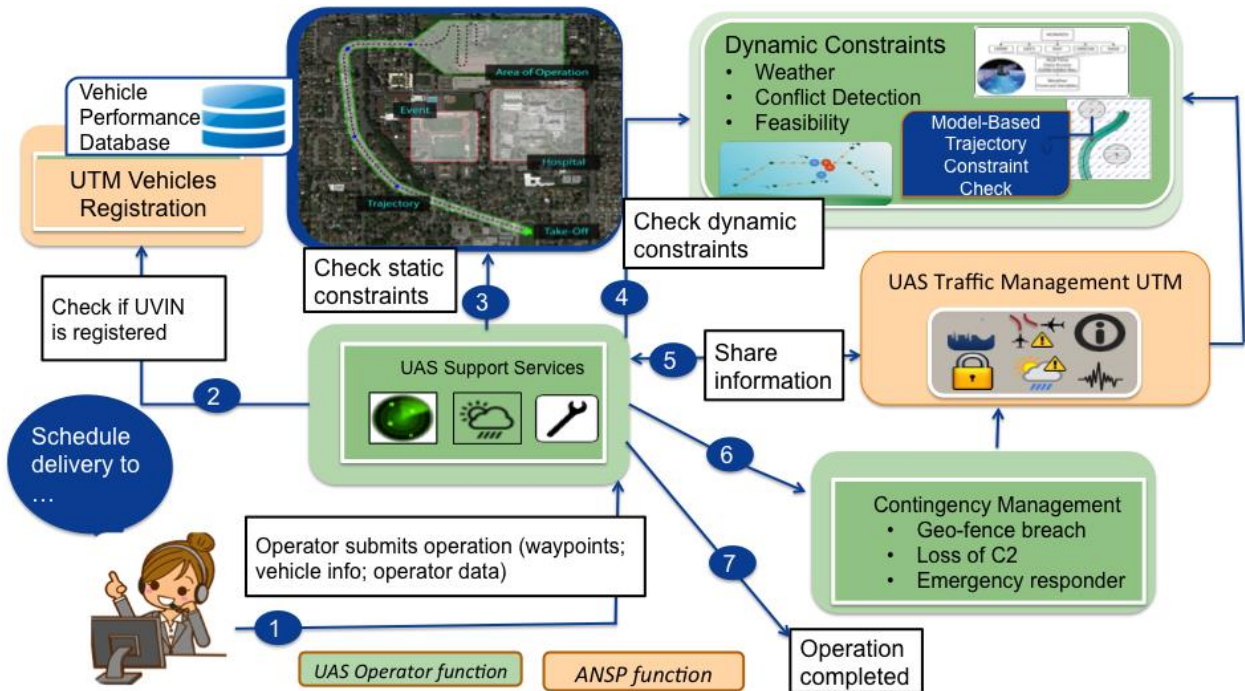 Vehicle
Performance
Database
UTM Vehicles
Registration
Area of Operation
Event
Hospital
Trajectory
Take-Off
Dynamic Constraints
• Weather
• Conflict Detection
• Feasibility
Model-Based
Trajectory
Constraint
Check
Check if UVIN
is registered
Check static
constraints
3
Check dynamic
constraints
4
UAS Traffic Management UTM
UAS Support Services
5
Share
information
2
6
Schedule
delivery to
…
Contingency Management
• Geo-fence breach
• Loss of C2
• Emergency responder
Operator submits operation (waypoints;
vehicle info; operator data)
7
1
Operation
completed
UAS Operator function
ANSP function